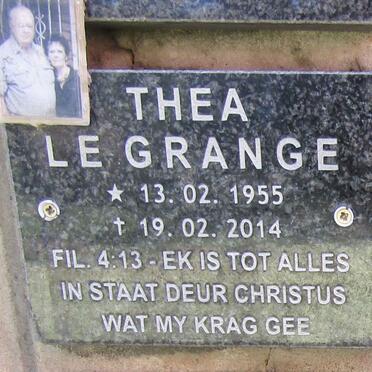 THEA
LE GRANGE
★ 13. 02. 1955
† 19. 02. 2014
FIL. 4:13 - EK IS TOT ALLES
IN STAAT DEUR CHRISTUS
WAT MY KRAG GEE